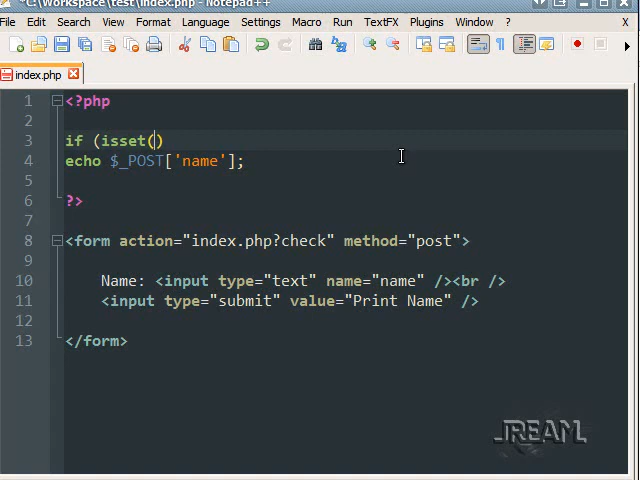 *C:\Workspace\test\index.php - Notepad++
File Edit Search View Format Language Settings Macro Run TextFX Plugins Window ? X
index.php
1 <?php
2
3 if (isset()
4 echo $_POST['name'];
5
6 ?>
7
8 <form action="index.php?check" method="post">
9
10 Name: <input type="text" name="name" /><br />
11 <input type="submit" value="Print Name" />
12
13 </form>
JREAM